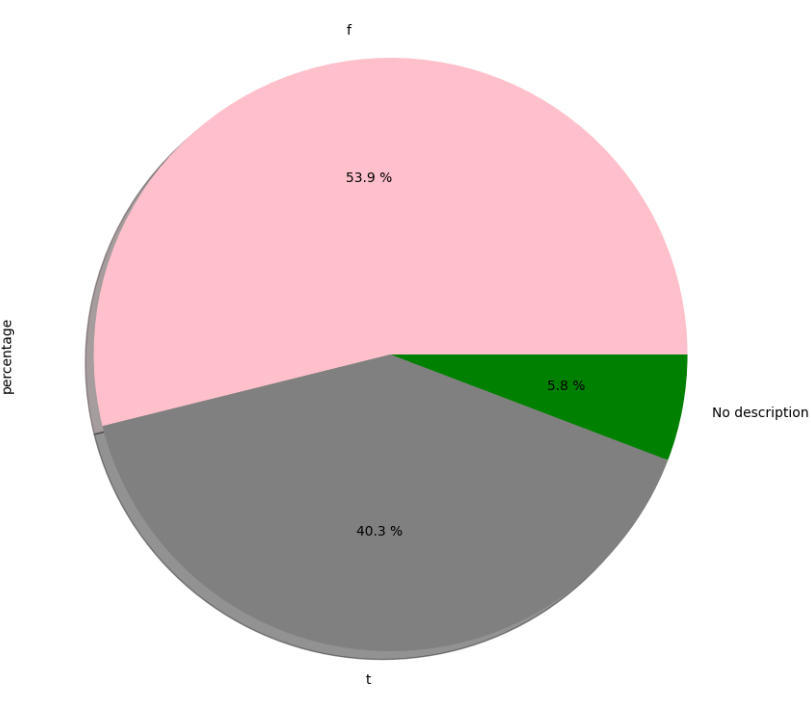 f
53.9 %
percentage
5.8 %
No description
40.3 %
t